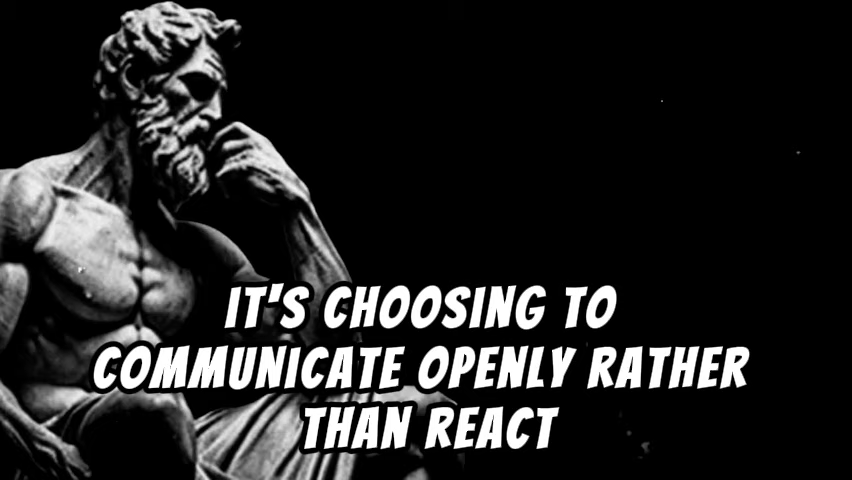 IT'S CHOOSING TO
COMMUNICATE OPENLY RATHER
THAN REACT